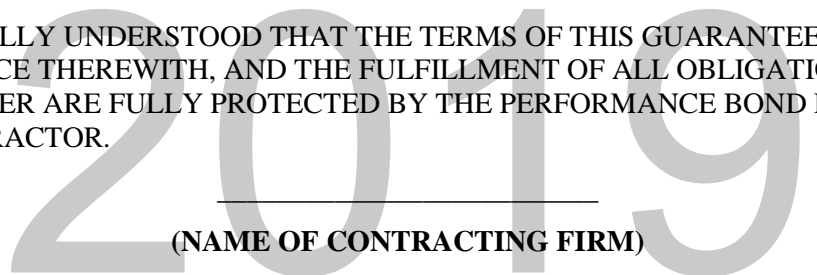 LLY UNDERSTOOD THAT THE TERMS OF THIS GUARANTEE
CE THEREWITH, AND THE FULFILLMENT OF ALL OBLIGATI
ER ARE FULLY PROTECTED BY THE PERFORMANCE BOND
RACTOR.
(NAME OF CONTRACTING FIRM)
2019